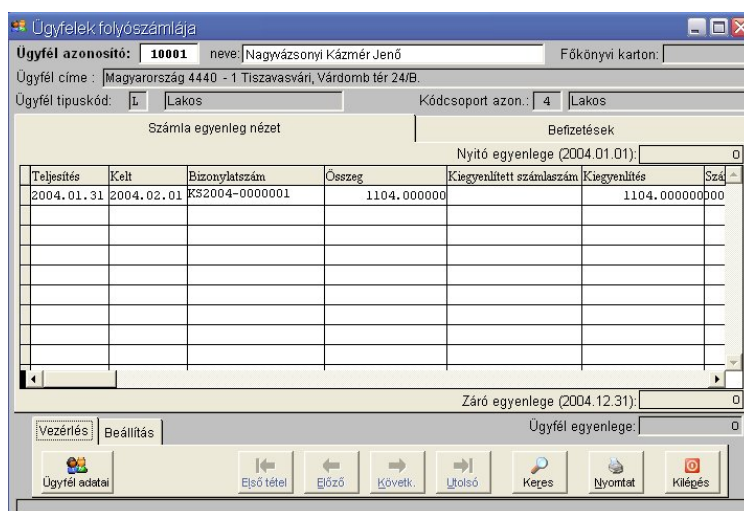 Ügyfelek folyószámlája
Ügyfél azonosító: 10001 neve: Nagyvázsonyi Kázmér Jenő Főkönyvi karton:
Ügyfél címe : Magyarország 4440 - 1 Tiszavasvári, Várdomb tér 24/B.
Ügyfél tipuskód: L Lakos Kódcsoport azon.: 4 Lakos
Számla egyenleg nézet Befizetések
Nyitó egyenlege (2004.01.01): 0
Teljesítés Kelt Bizonylatszám Összeg Kiegyenlített számlaszám Kiegyenlítés Szá
2004.01.31 2004.02.01 KS2004-0000001 1104.000000 1104.000000000
Záró egyenlege (2004.12.31): 0
Vezérlés Beállítás Ügyfél egyenlege: 0
Ügyfél adatai Első tétel Előző Követk. Utolsó Keres Nyomtat Kilépés